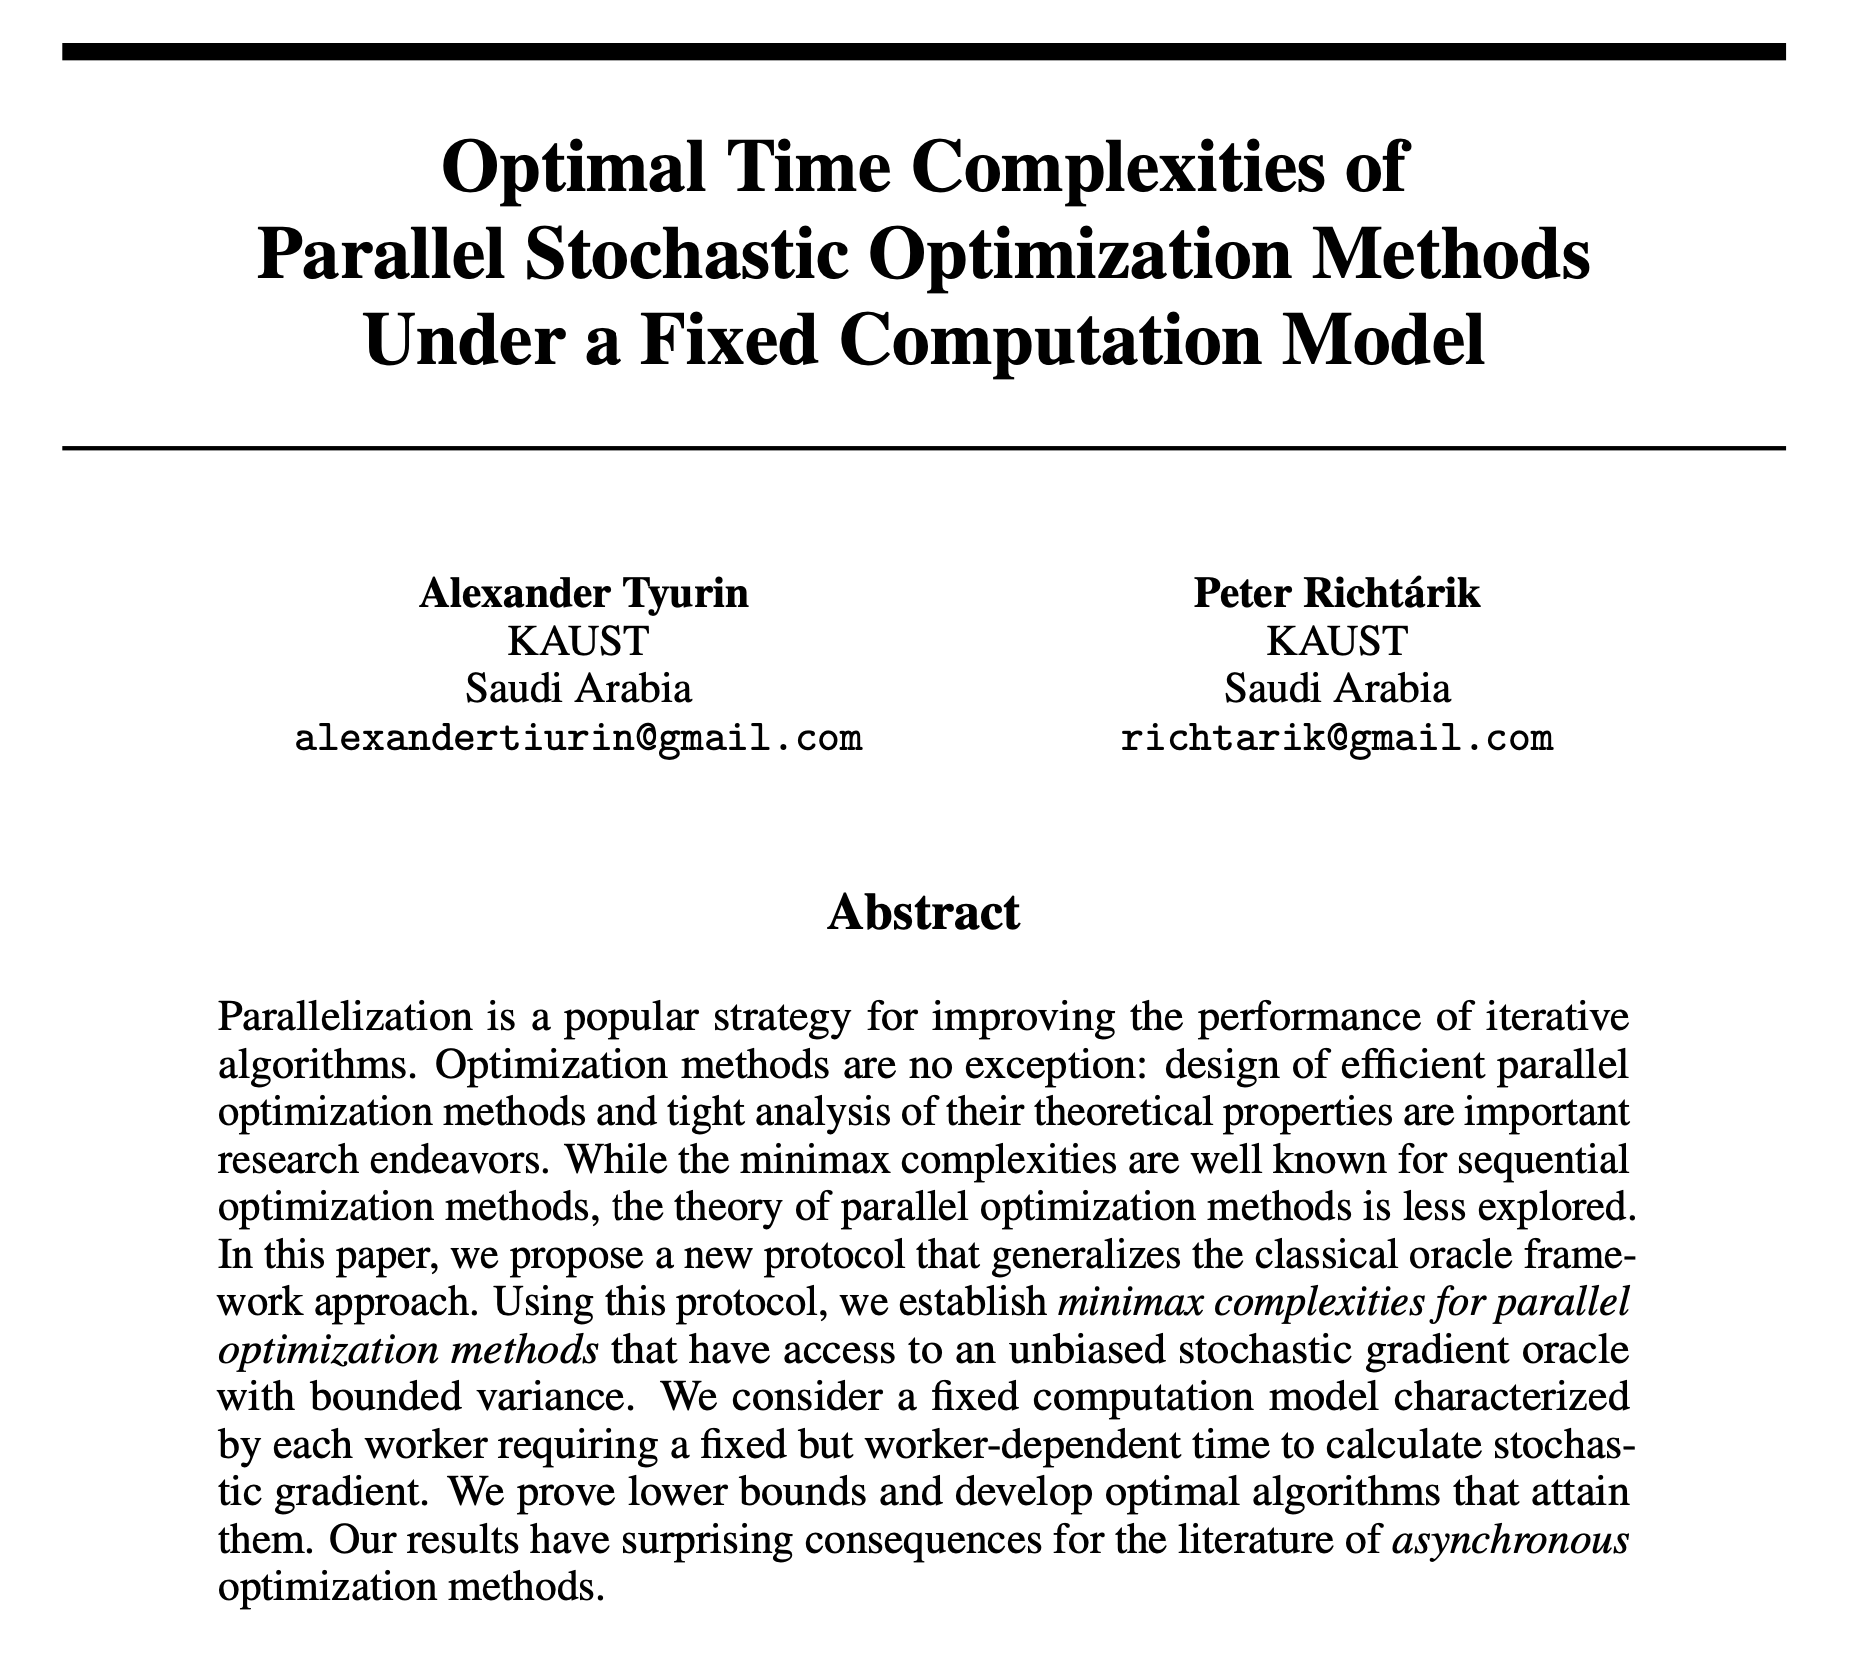 Optimal Time Complexities of
Parallel Stochastic Optimization Methods
Under a Fixed Computation Model
Alexander Tyurin
KAUST
Saudi Arabia
alexandertiurin@gmail.com
Peter Richtárik
KAUST
Saudi Arabia
richtarik@gmail.com
Abstract
Parallelization is a popular strategy for improving the performance of iterative
algorithms. Optimization methods are no exception: design of efficient parallel
optimization methods and tight analysis of their theoretical properties are important
research endeavors. While the minimax complexities are well known for sequential
optimization methods, the theory of parallel optimization methods is less explored.
In this paper, we propose a new protocol that generalizes the classical oracle frame-
work approach. Using this protocol, we establish minimax complexities for parallel
optimization methods that have access to an unbiased stochastic gradient oracle
with bounded variance. We consider a fixed computation model characterized
by each worker requiring a fixed but worker-dependent time to calculate stochas-
tic gradient. We prove lower bounds and develop optimal algorithms that attain
them. Our results have surprising consequences for the literature of asynchronous
optimization methods.